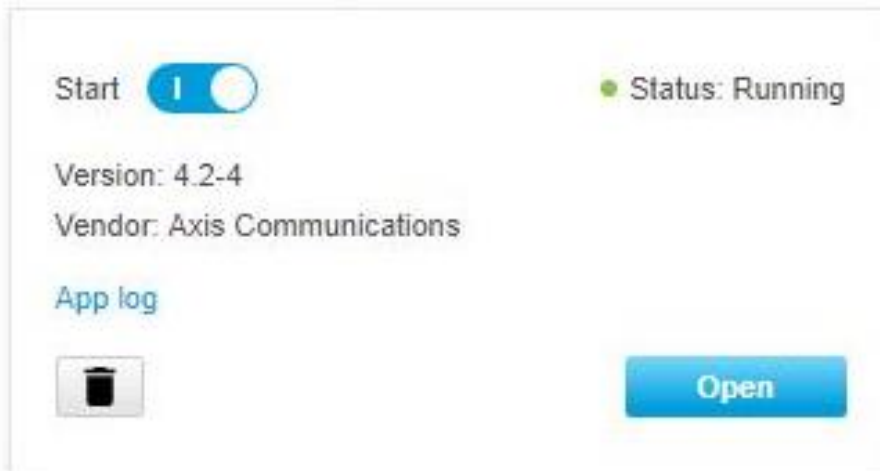 Start
Status: Running
Version: 4.2-4
Vendor: Axis Communications
App log
Open